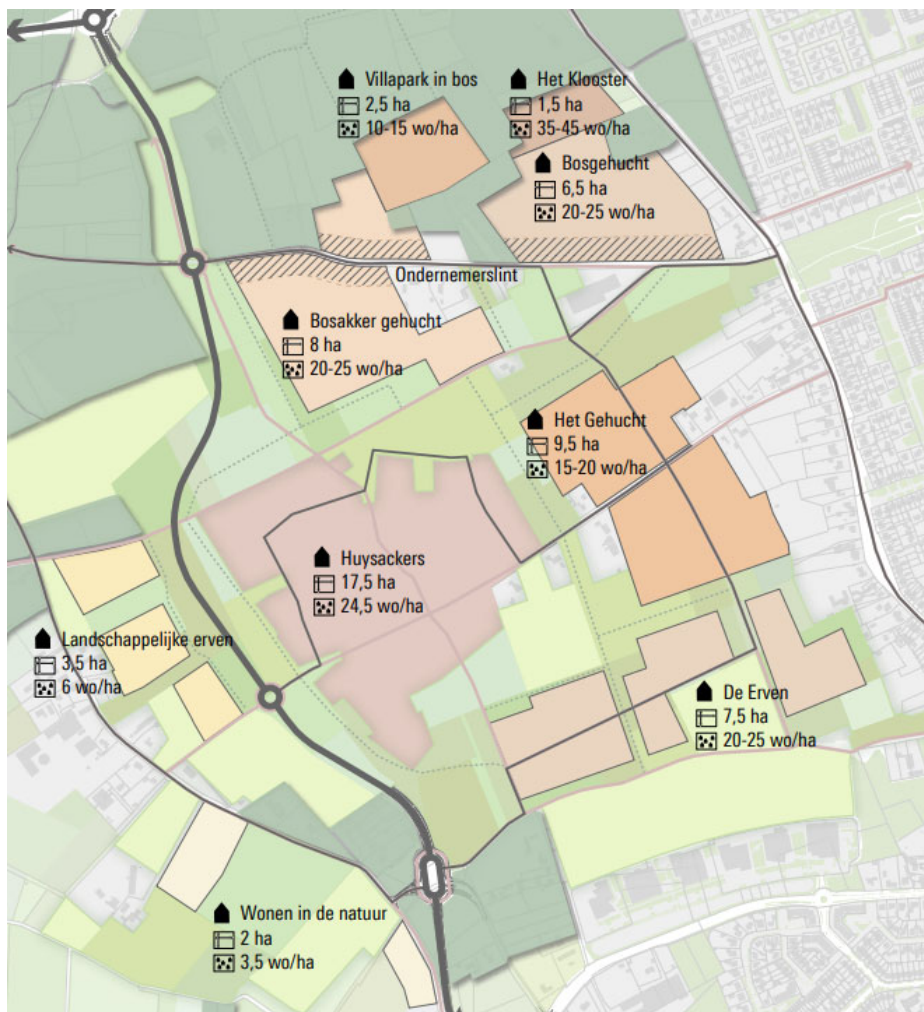 Villapark in bos
2,5 ha
10-15 wo/ha
Het Klooster
1,5 ha
35-45 wo/ha
Bosgehucht
6,5 ha
20-25 wo/ha
Ondernemerslint
Bosakker gehucht
8 ha
20-25 wo/ha
Het Gehucht
9,5 ha
15-20 wo/ha
Huysackers
17,5 ha
24,5 wo/ha
Landschappelijke erven
3,5 ha
6 wo/ha
De Erven
7,5 ha
20-25 wo/ha
Wonen in de natuur
2 ha
3,5 wo/ha